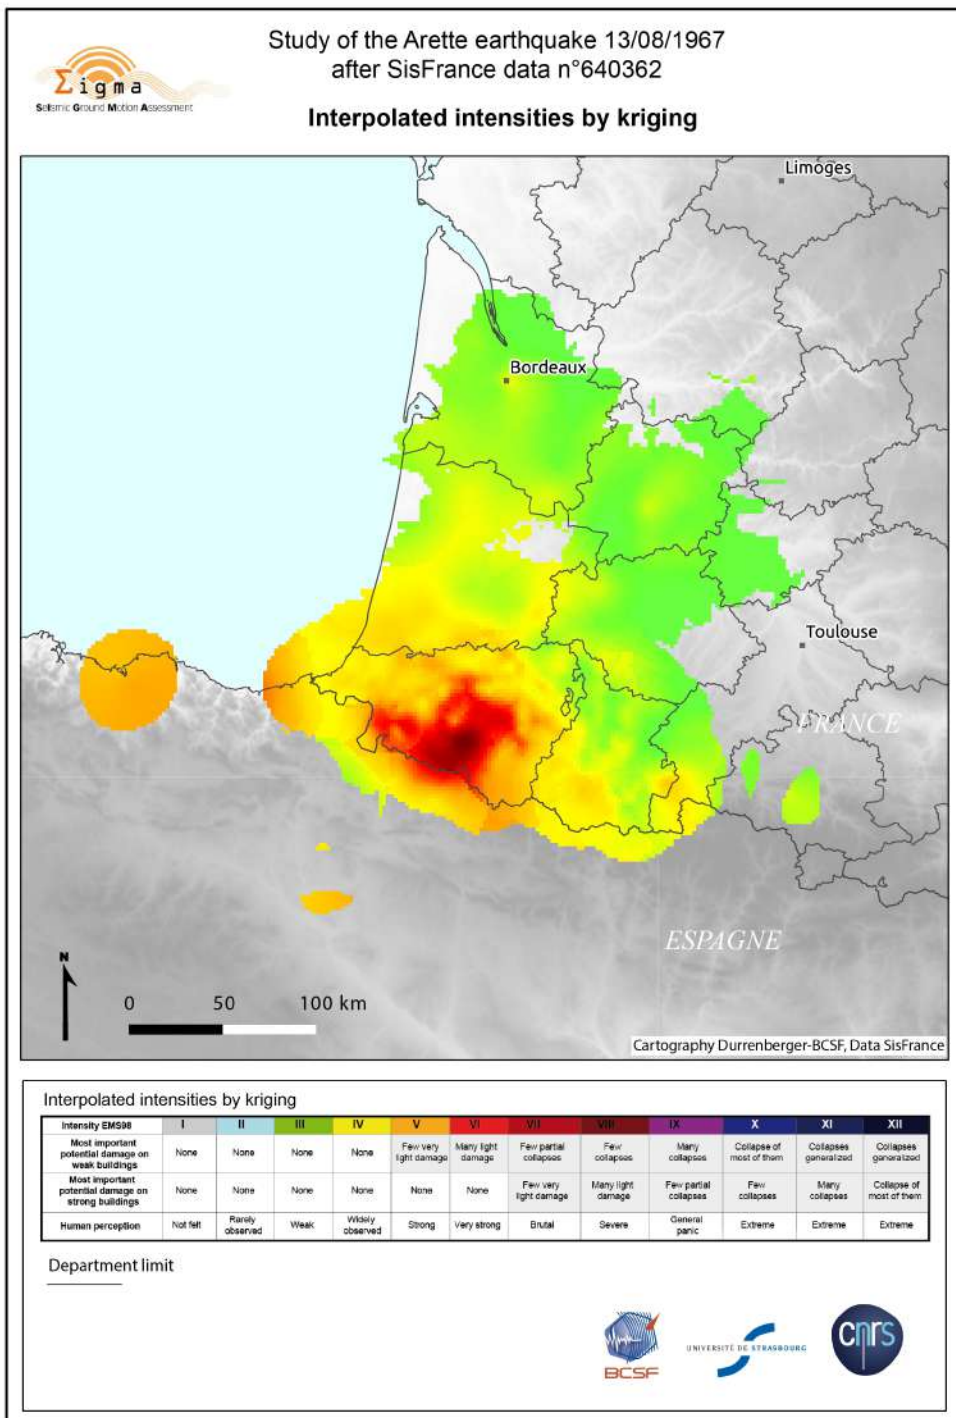 Study of the Arette earthquake 13/08/1967
after SisFrance data n°640362
Σigma
SeIsmic Ground Motion Assessment
Interpolated intensities by kriging
Limoges
Bordeaux
Toulouse
FRANCE
ESPAGNE
N
0 50 100 km
Cartography Durrenberger-BCSF, Data SisFrance
Interpolated intensities by kriging
Intensity EMS98 I II III IV V VI VII VIII IX X XI XII
Most important potential damage on weak buildings None None None None Few very light damage Many light damage Few partial collapses Few collapses Many collapses Collapse of most of them Collapses generalized Collapses generalized
Most important potential damage on strong buildings None None None None None None Few very light damage Many light damage Few partial collapses Few collapses Many collapses Collapse of most of them
Human perception Not felt Rarely observed Weak Widely observed Strong Very strong Brutal Severe General panic Extreme Extreme Extreme
Department limit
BCSF
UNIVERSITÉ DE STRASBOURG
cnrs